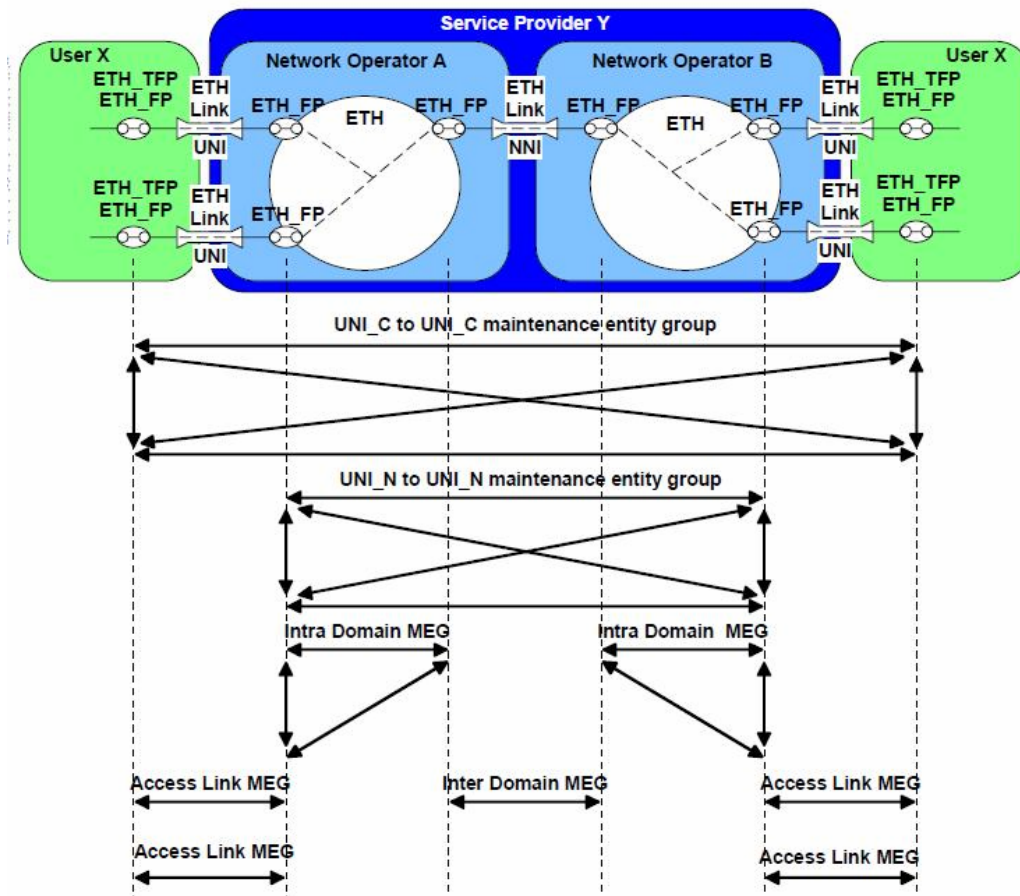 Service Provider Y
User X
Network Operator A
Network Operator B
User X
ETH_TFP
ETH_FP
ETH
Link
UNI
ETH_FP
ETH
ETH_FP
ETH
Link
NNI
ETH_FP
ETH
ETH_FP
ETH
Link
UNI
ETH_TFP
ETH_FP
ETH_TFP
ETH_FP
ETH
Link
UNI
ETH_FP
ETH_FP
ETH
Link
UNI
ETH_TFP
ETH_FP
UNI_C to UNI_C maintenance entity group
UNI_N to UNI_N maintenance entity group
Intra Domain MEG
Intra Domain MEG
Access Link MEG
Inter Domain MEG
Access Link MEG
Access Link MEG
Access Link MEG